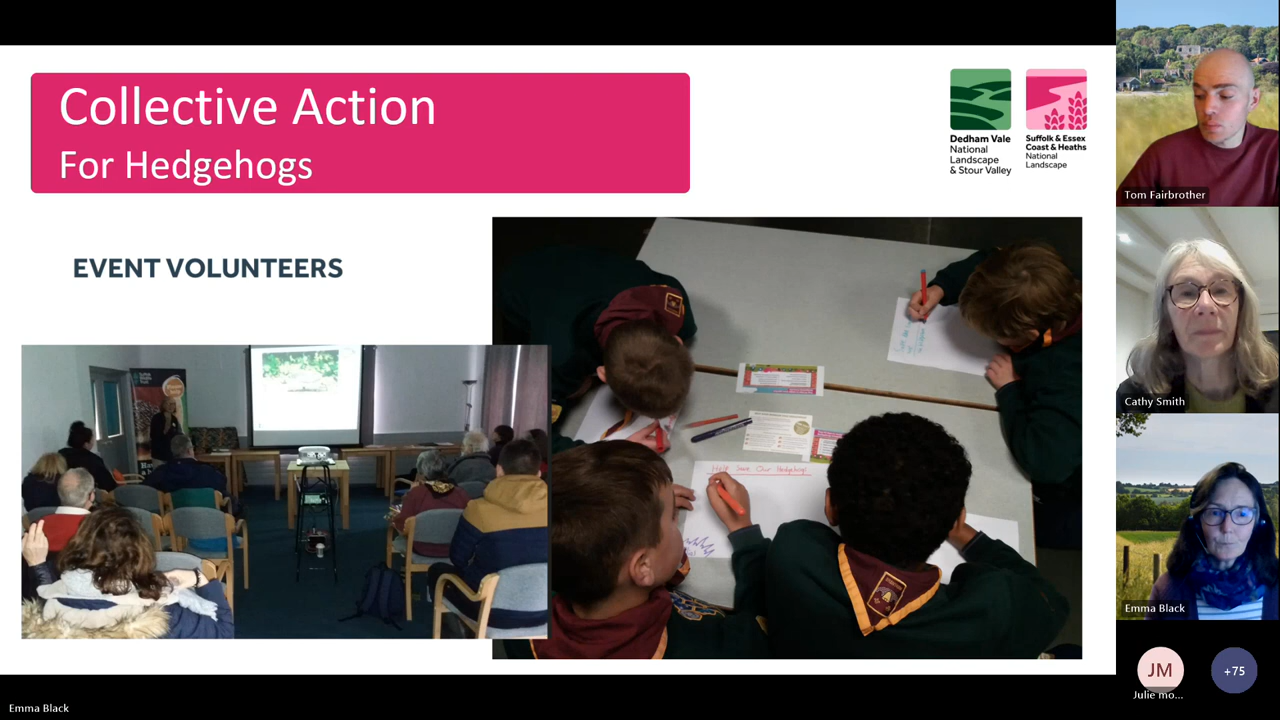 Collective Action
For Hedgehogs
Dedham Vale
National
Landscape
& Stour Valley
Suffolk & Essex
Coast & Heaths
National
Landscape
EVENT VOLUNTEERS
Help Save Our Hedgehogs!
Tom Fairbrother
Cathy Smith
Emma Black
JM
Julie mo...
+75
Emma Black